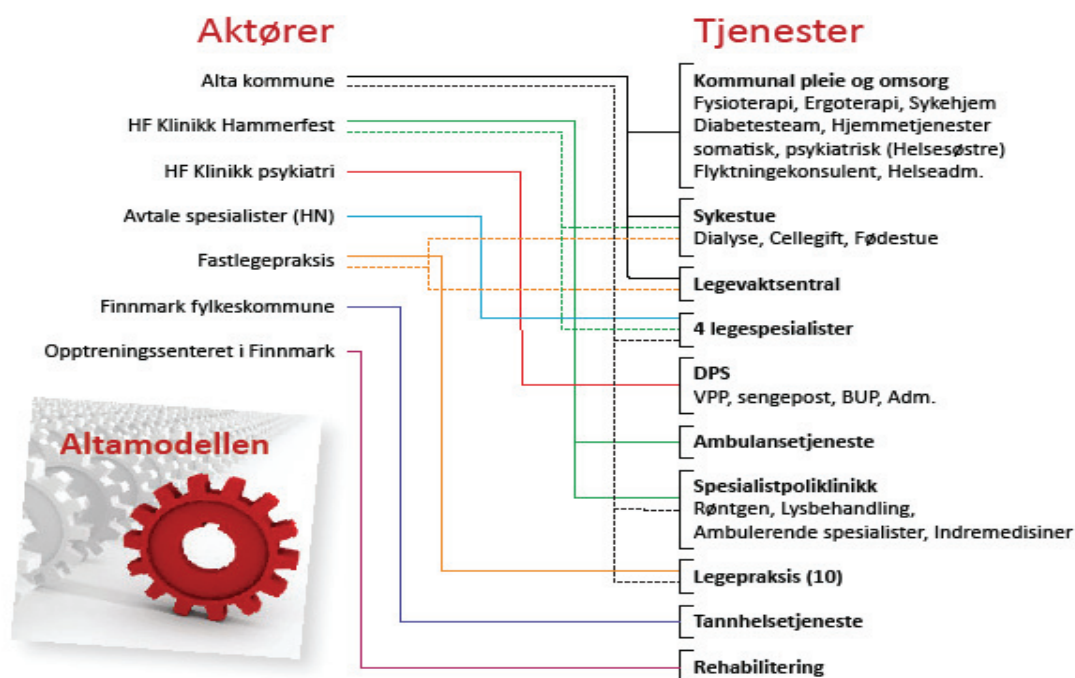 Aktører
Alta kommune
HF Klinikk Hammerfest
HF Klinikk psykiatri
Avtale spesialister (HN)
Fastlegepraksis
Finnmark fylkeskommune
Opptreningssenteret i Finnmark
Altamodellen
Tjenester
Kommunal pleie og omsorg
Fysioterapi, Ergoterapi, Sykehjem
Diabetesteam, Hjemmetjenester
somatisk, psykiatrisk (Helsesøstre)
Flyktningekonsulent, Helseadm.
Sykestue
Dialyse, Cellegift, Fødestue
Legevaktsentral
4 legespesialister
DPS
VPP, sengepost, BUP, Adm.
Ambulansetjeneste
Spesialistpoliklinikk
Røntgen, Lysbehandling,
Ambulerende spesialister, Indremedisiner
Legepraksis (10)
Tannhelsetjeneste
Rehabilitering